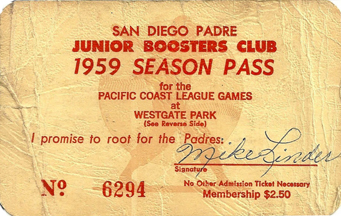 SAN DIEGO PADRE
JUNIOR BOOSTERS CLUB
1959 SEASON PASS
for the
PACIFIC COAST LEAGUE GAMES
at
WESTGATE PARK
(See Reverse Side)
I promise to root for the Padres:
Mike Linder
Signature
No Other Admission Ticket Necessary
Nº 6294
Membership $2.50